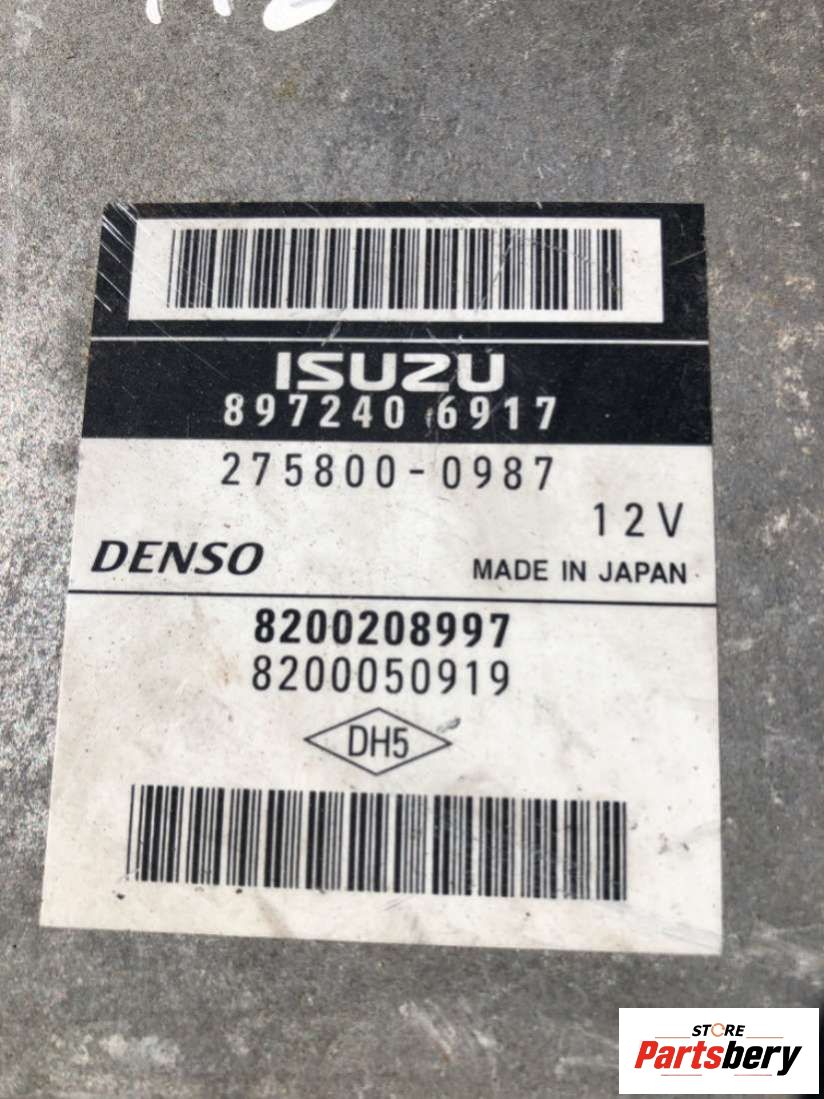 ISUZU
897240 6917
275800-0987
12V
DENSO
MADE IN JAPAN
8200208997
8200050919
DH5
STORE
Partsbery